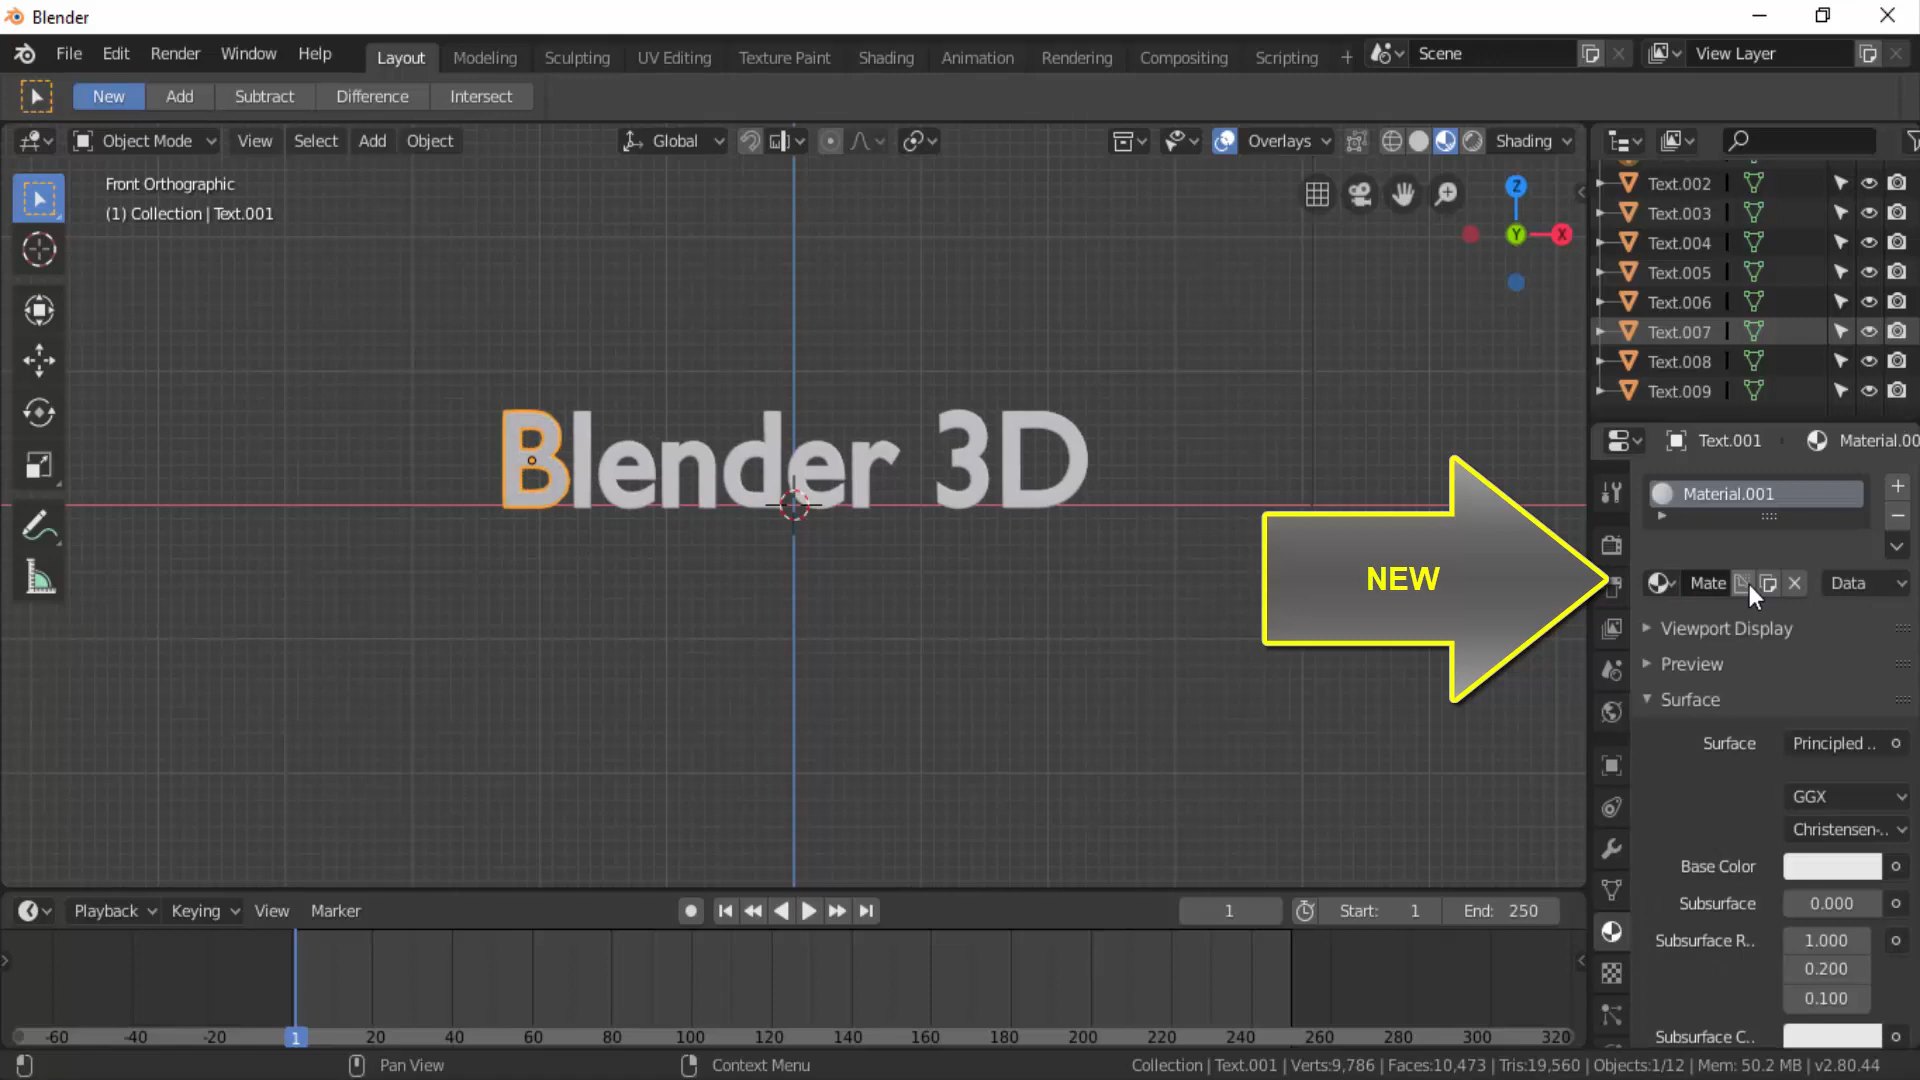 Blender
File Edit Render Window Help Layout Modeling Sculpting UV Editing Texture Paint Shading Animation Rendering Compositing Scripting + Scene View Layer
New Add Subtract Difference Intersect
Object Mode View Select Add Object Global Overlays Shading
Front Orthographic
(1) Collection | Text.001
Z
Y
X
Text.002
Text.003
Text.004
Text.005
Text.006
Text.007
Text.008
Text.009
Blender 3D
Text.001 Material.00
Material.001
NEW
Mate Data
Viewport Display
Preview
Surface
Surface Principled ..
GGX
Christensen-..
Base Color
Subsurface 0.000
Subsurface R.. 1.000
0.200
0.100
Subsurface C..
Playback Keying View Marker 1 Start: 1 End: 250
-60 -40 -20 1 20 40 60 80 100 120 140 160 180 200 220 240 260 280 300 320
Pan View Context Menu Collection | Text.001 | Verts:9,786 | Faces:10,473 | Tris:19,560 | Objects:1/12 | Mem: 50.2 MB | v2.80.44